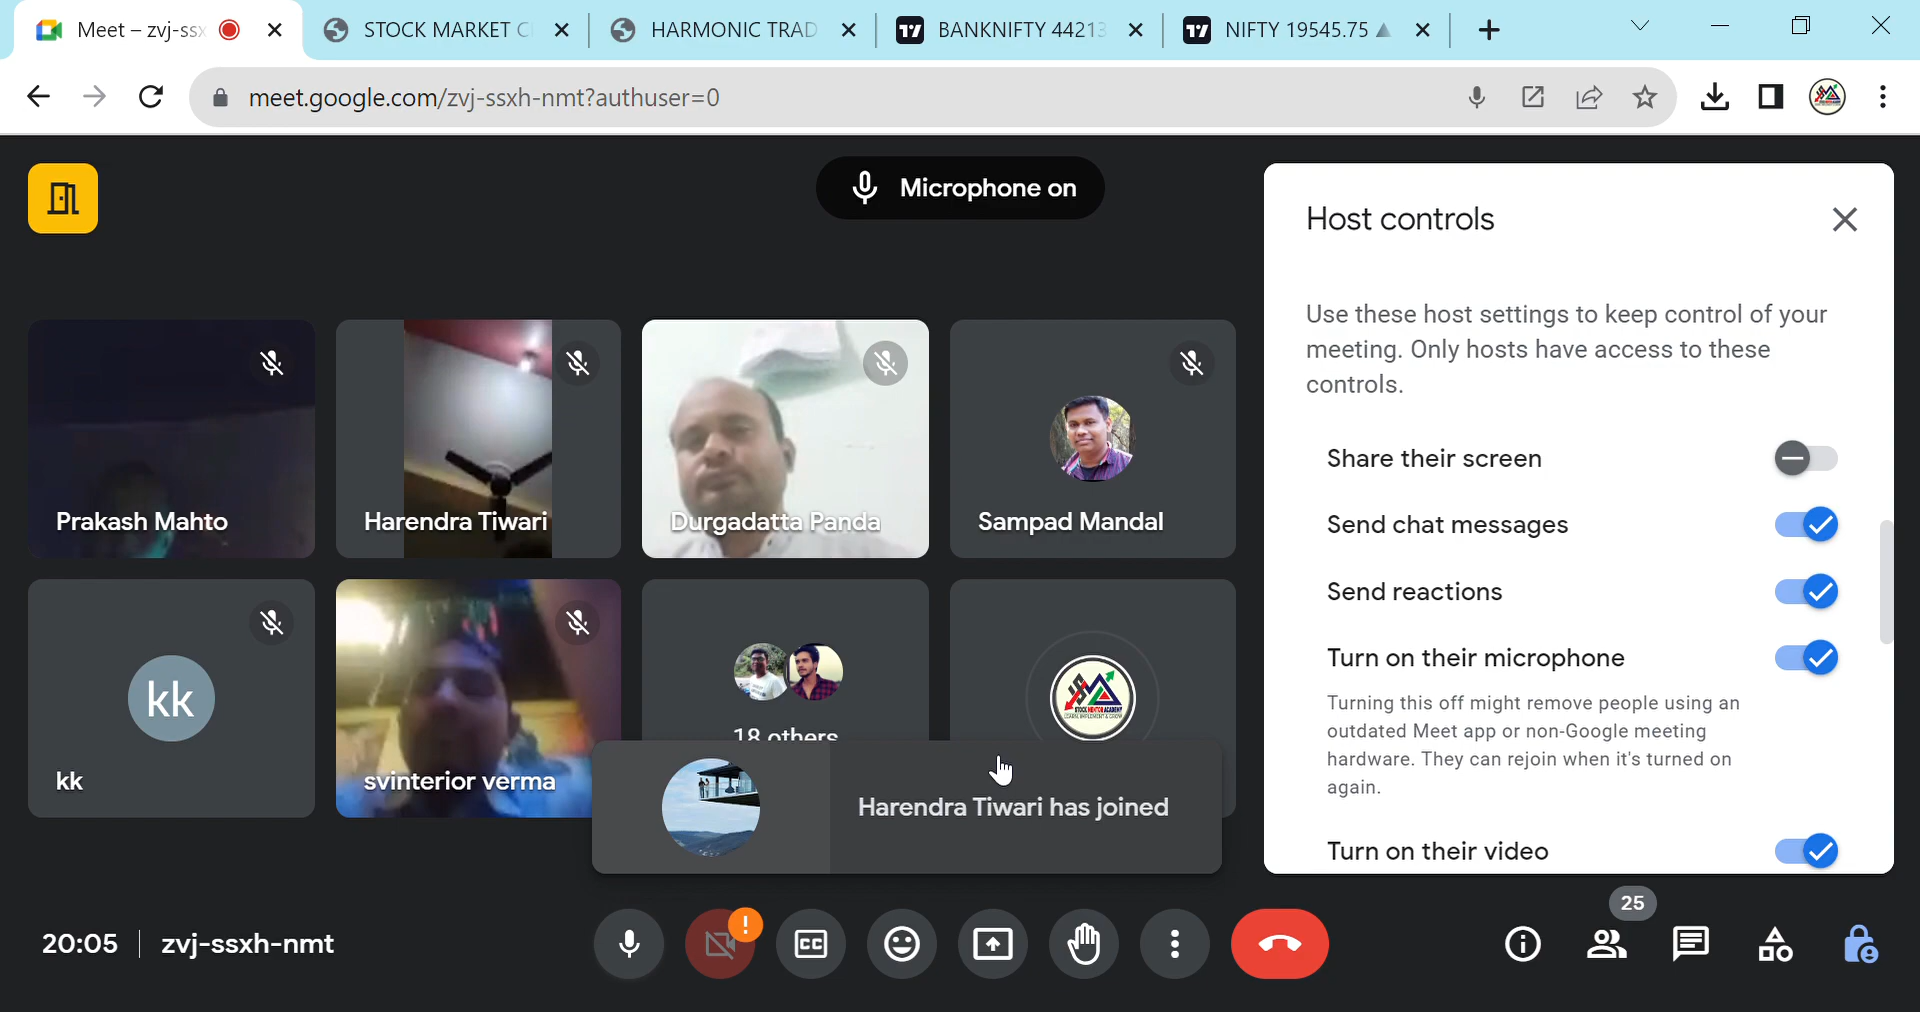 Meet – zvj-ssx
STOCK MARKET C
HARMONIC TRAD
BANKNIFTY 44213
NIFTY 19545.75
meet.google.com/zvj-ssxh-nmt?authuser=0
Microphone on
Host controls
Use these host settings to keep control of your
meeting. Only hosts have access to these
controls.
Share their screen
Send chat messages
Send reactions
Turn on their microphone
Turning this off might remove people using an
outdated Meet app or non-Google meeting
hardware. They can rejoin when it's turned on
again.
Turn on their video
Prakash Mahto
Harendra Tiwari
Durgadatta Panda
Sampad Mandal
kk
kk
svinterior verma
18 others
STOCK MENTOR ACADEMY
Harendra Tiwari has joined
25
20:05
zvj-ssxh-nmt
CC